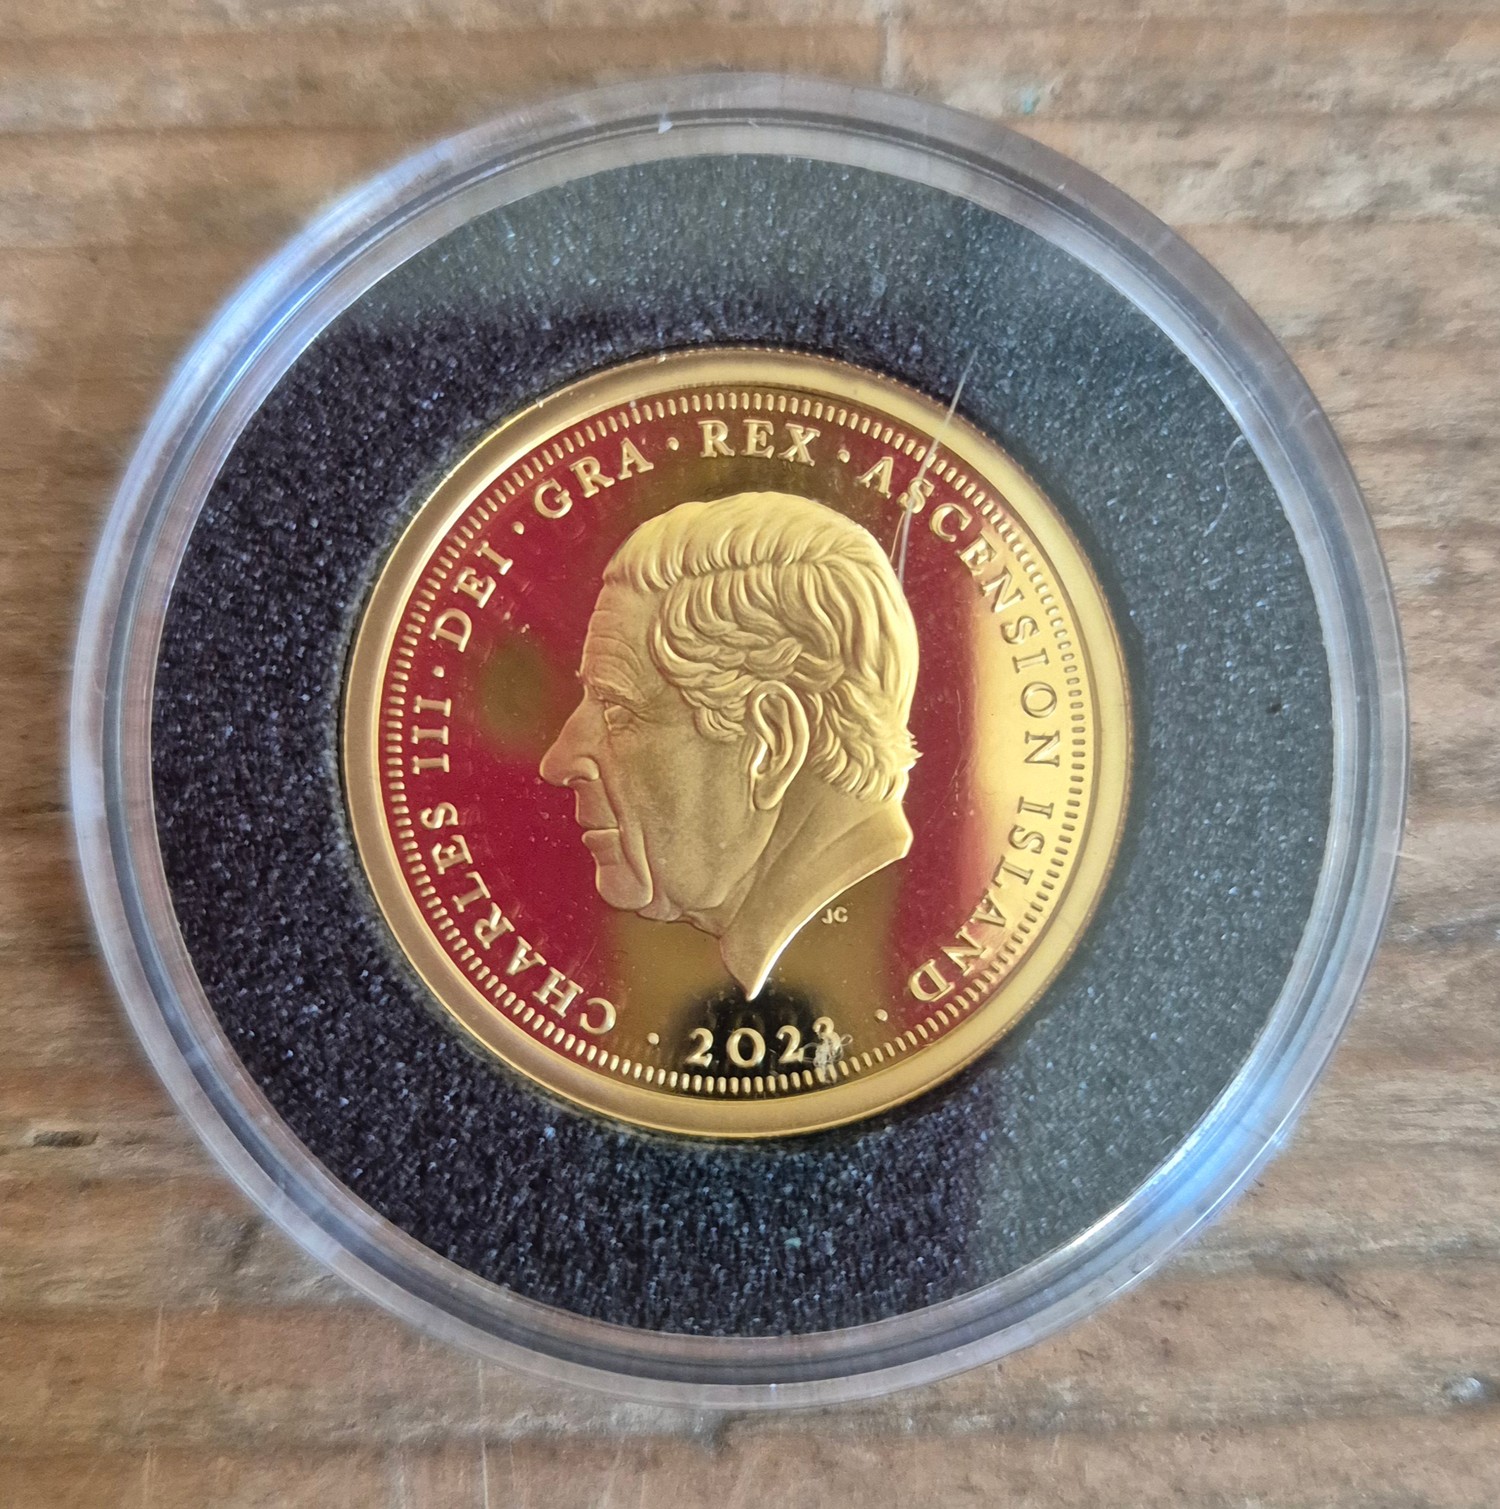 CHARLES III · DEI · GRA · REX · ASCENSION ISLAND
· 2023 ·
JC